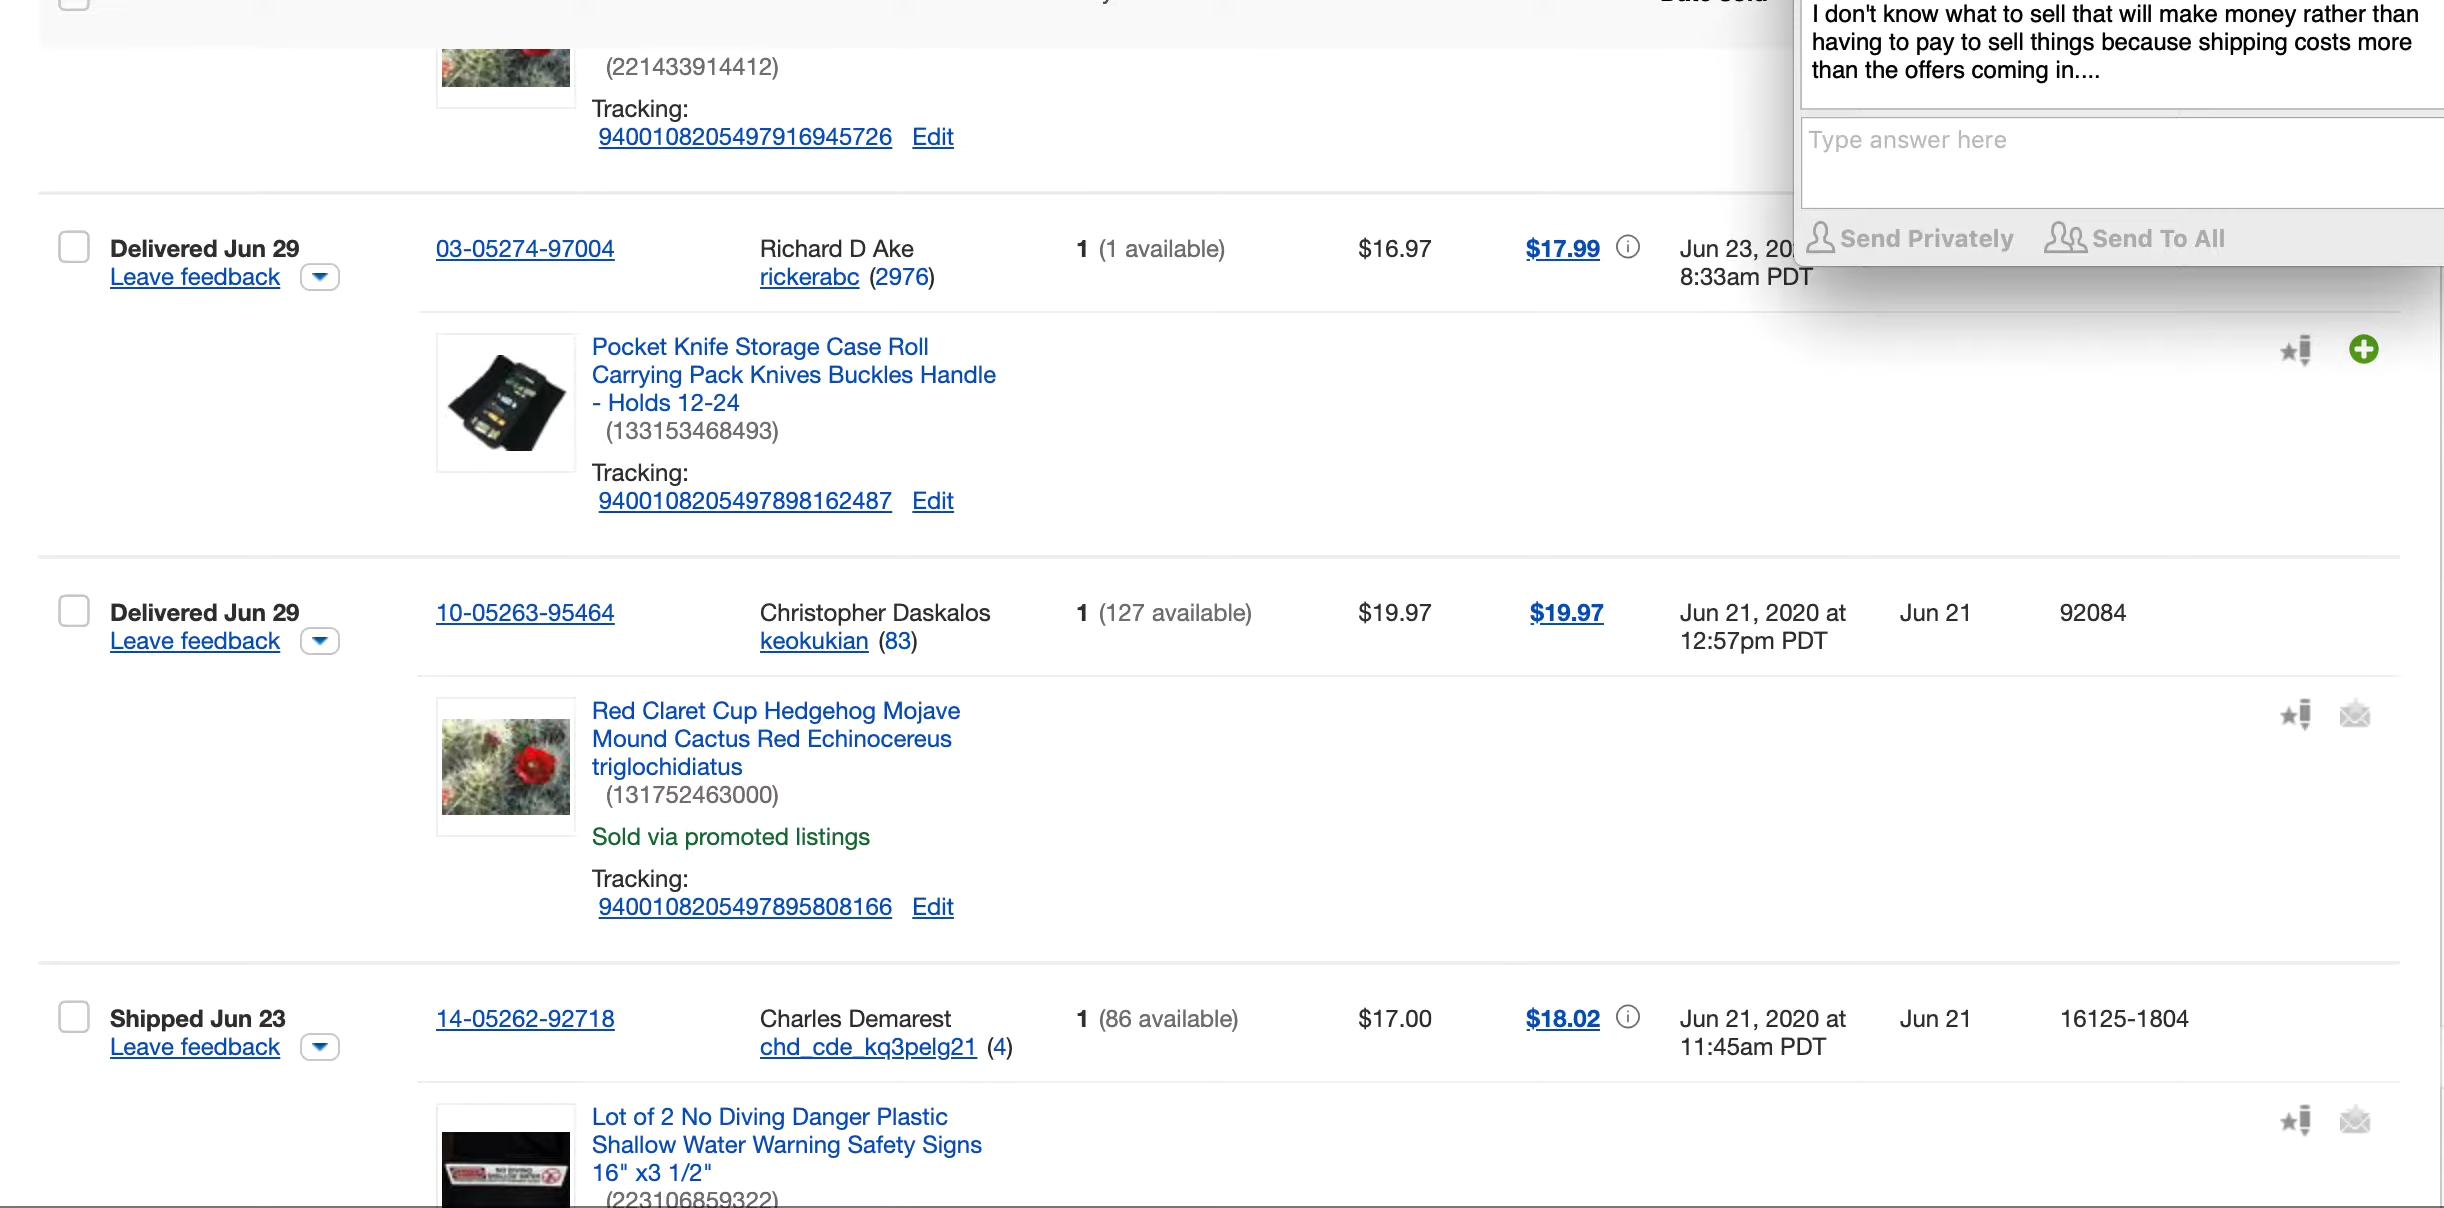 I don't know what to sell that will make money rather than
having to pay to sell things because shipping costs more
than the offers coming in....
Type answer here
Send Privately Send To All
(221433914412)
Tracking:
9400108205497916945726 Edit
Delivered Jun 29 03-05274-97004 Richard D Ake 1 (1 available) $16.97 $17.99 Jun 23, 20
Leave feedback rickerabc (2976) 8:33am PDT
Pocket Knife Storage Case Roll
Carrying Pack Knives Buckles Handle
- Holds 12-24
(133153468493)
Tracking:
9400108205497898162487 Edit
Delivered Jun 29 10-05263-95464 Christopher Daskalos 1 (127 available) $19.97 $19.97 Jun 21, 2020 at Jun 21 92084
Leave feedback keokukian (83) 12:57pm PDT
Red Claret Cup Hedgehog Mojave
Mound Cactus Red Echinocereus
triglochidiatus
(131752463000)
Sold via promoted listings
Tracking:
9400108205497895808166 Edit
Shipped Jun 23 14-05262-92718 Charles Demarest 1 (86 available) $17.00 $18.02 Jun 21, 2020 at Jun 21 16125-1804
Leave feedback chd_cde_kq3pelg21 (4) 11:45am PDT
Lot of 2 No Diving Danger Plastic
Shallow Water Warning Safety Signs
16" x3 1/2"
(223106859322)